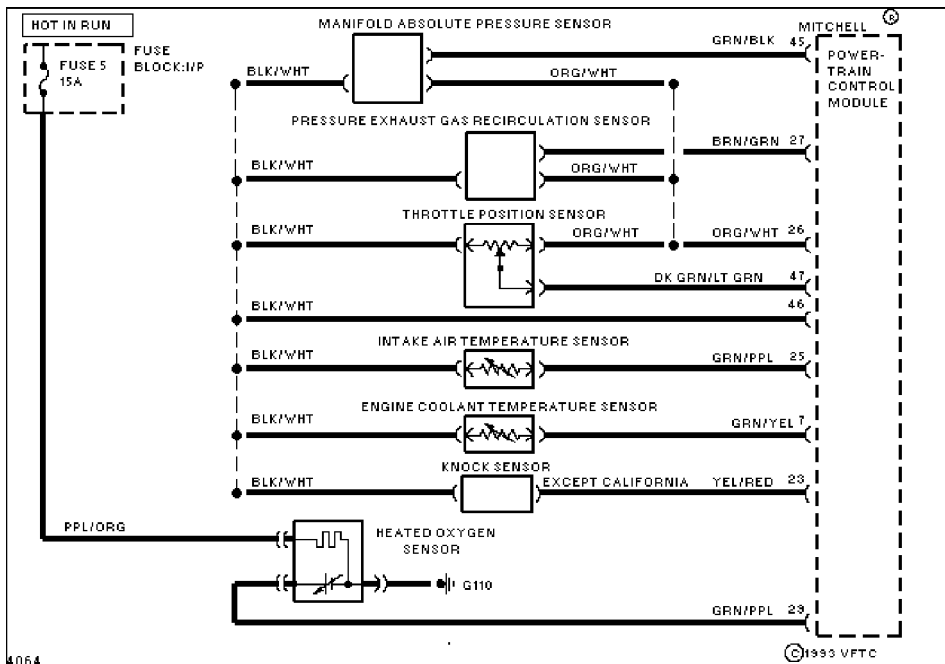 HOT IN RUN
FUSE 5
15A
FUSE
BLOCK:I/P
MANIFOLD ABSOLUTE PRESSURE SENSOR
MITCHELL ®
GRN/BLK 45
POWER-
TRAIN
CONTROL
MODULE
BLK/WHT
ORG/WHT
PRESSURE EXHAUST GAS RECIRCULATION SENSOR
BRN/GRN 27
BLK/WHT
ORG/WHT
THROTTLE POSITION SENSOR
BLK/WHT
ORG/WHT
ORG/WHT 26
DK GRN/LT GRN 47
BLK/WHT
46
INTAKE AIR TEMPERATURE SENSOR
BLK/WHT
GRN/PPL 25
ENGINE COOLANT TEMPERATURE SENSOR
BLK/WHT
GRN/YEL 7
KNOCK SENSOR
BLK/WHT
EXCEPT CALIFORNIA
YEL/RED 23
PPL/ORG
HEATED OXYGEN
SENSOR
G110
GRN/PPL 29
4064
©1993 VFTC